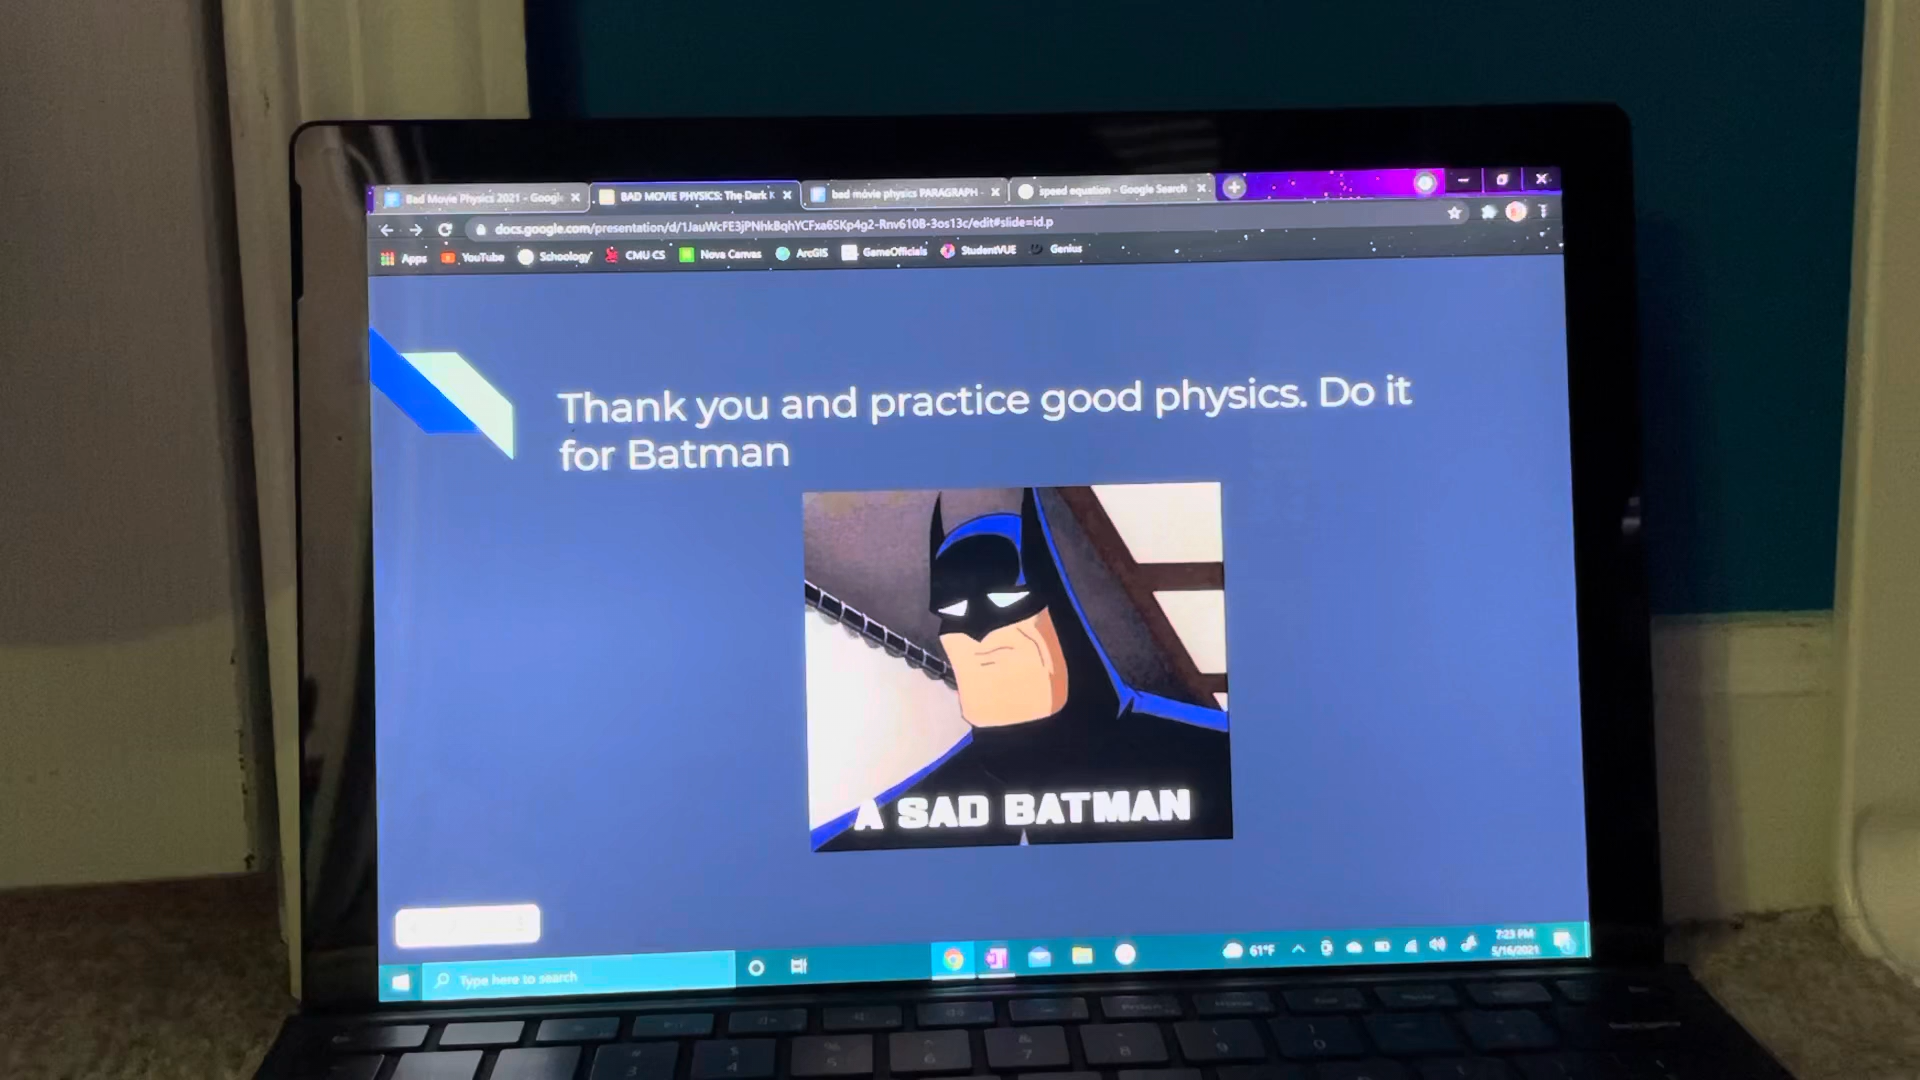 Bad Movie Physics 2021 - Googl
BAD MOVIE PHYSICS: The Dark K
bad movie physics PARAGRAPH -
speed equation - Google Search
docs.google.com/presentation/d/1JauWcFE3jPNhkBqhYCFxa6SKp4g2-Rnv610B-3os13c/edit#slide=id.p
Apps YouTube Schoology CMU CS Nova Canvas ArcGIS GameOfficials StudentVUE Genius
Thank you and practice good physics. Do it
for Batman
A SAD BATMAN
Type here to search
61°F
7:23 PM
5/16/2021